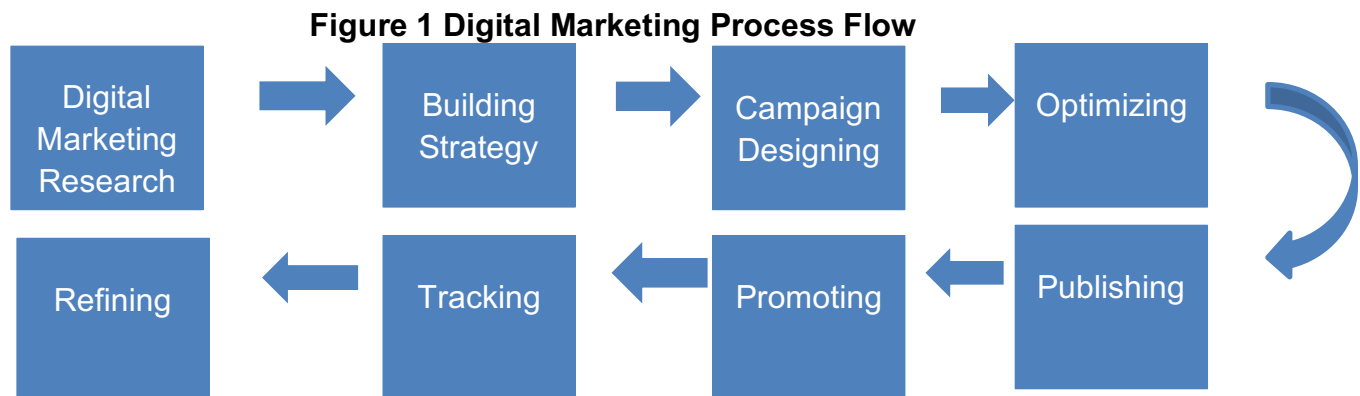 Figure 1 Digital Marketing Process Flow
Digital
Marketing
Research
Building
Strategy
Campaign
Designing
Optimizing
Publishing
Promoting
Tracking
Refining